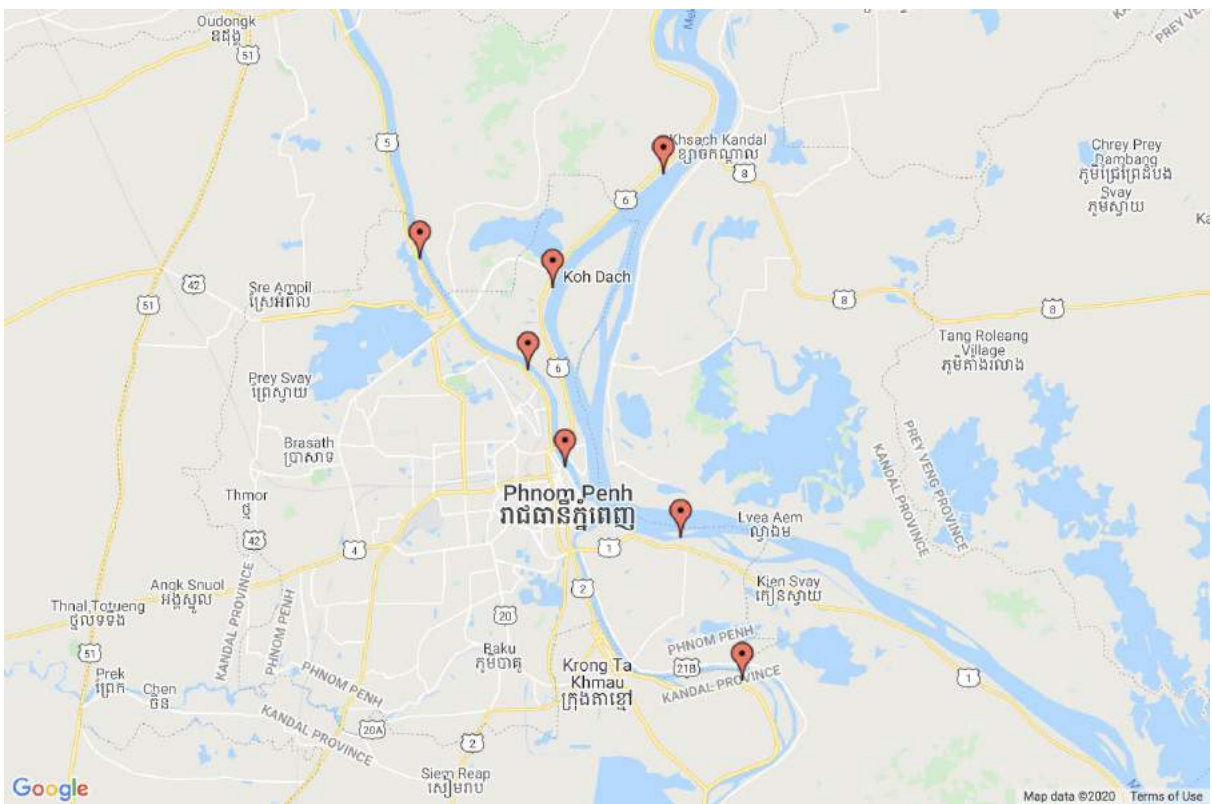 Oudongk
ឧដុង្គ
51
Mek
KANDAL
PREY VEN
5
Khsach Kandal
ខ្សាច់កណ្ដាល
8
Chrey Prey
Dambang
ភូមិជ្រៃព្រៃដំបង
Svay
ភូមិស្វាយ
6
Ka
Koh Dach
42
Sre Ampil
ស្រែអំពិល
51
8
8
Tang Roleang
Village
ភូមិតាំងរលាង
6
Prey Svay
ព្រៃស្វាយ
Brasath
ប្រាសាទ
PREY VENG PROVINCE
KANDAL PROVINCE
Phnom Penh
រាជធានីភ្នំពេញ
Thmor
ថ្ម
42
4
1
Lvea Aem
ល្វាឯម
Angk Snuol
អង្គស្នួល
2
Kien Svay
កៀនស្វាយ
Thnal Totueng
ថ្នល់ទទឹង
KANDAL PROVINCE
PHNOM PENH
20
51
Baku
ភូមិបាគូ
PHNOM PENH
21B
KANDAL PROVINCE
Krong Ta
Khmau
ក្រុងតាខ្មៅ
1
Prek
ព្រែក
Chen
ចិន
PHNOM PENH
KANDAL PROVINCE
20A
2
Siem Reap
សៀមរាប
Google
Map data ©2020
Terms of Use